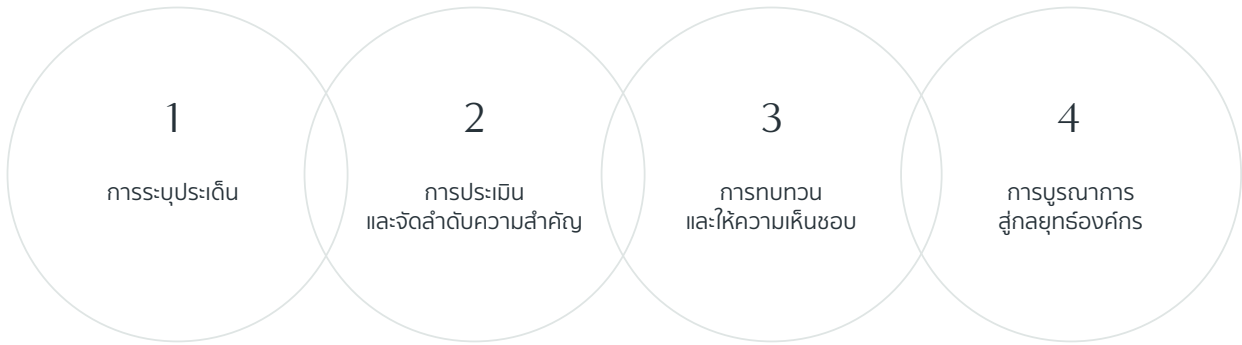 1
การระบุประเด็น
2
การประเมิน
และจัดลำดับความสำคัญ
3
การทบทวน
และให้ความเห็นชอบ
4
การบูรณาการ
สู่กลยุทธ์องค์กร